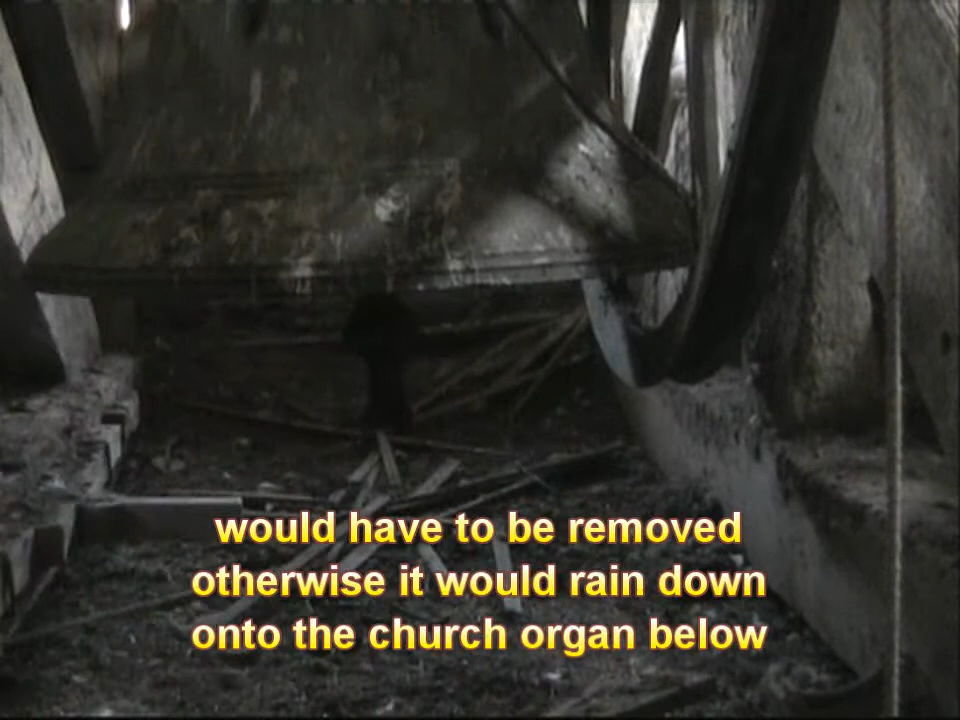 would have to be removed
otherwise it would rain down
onto the church organ below